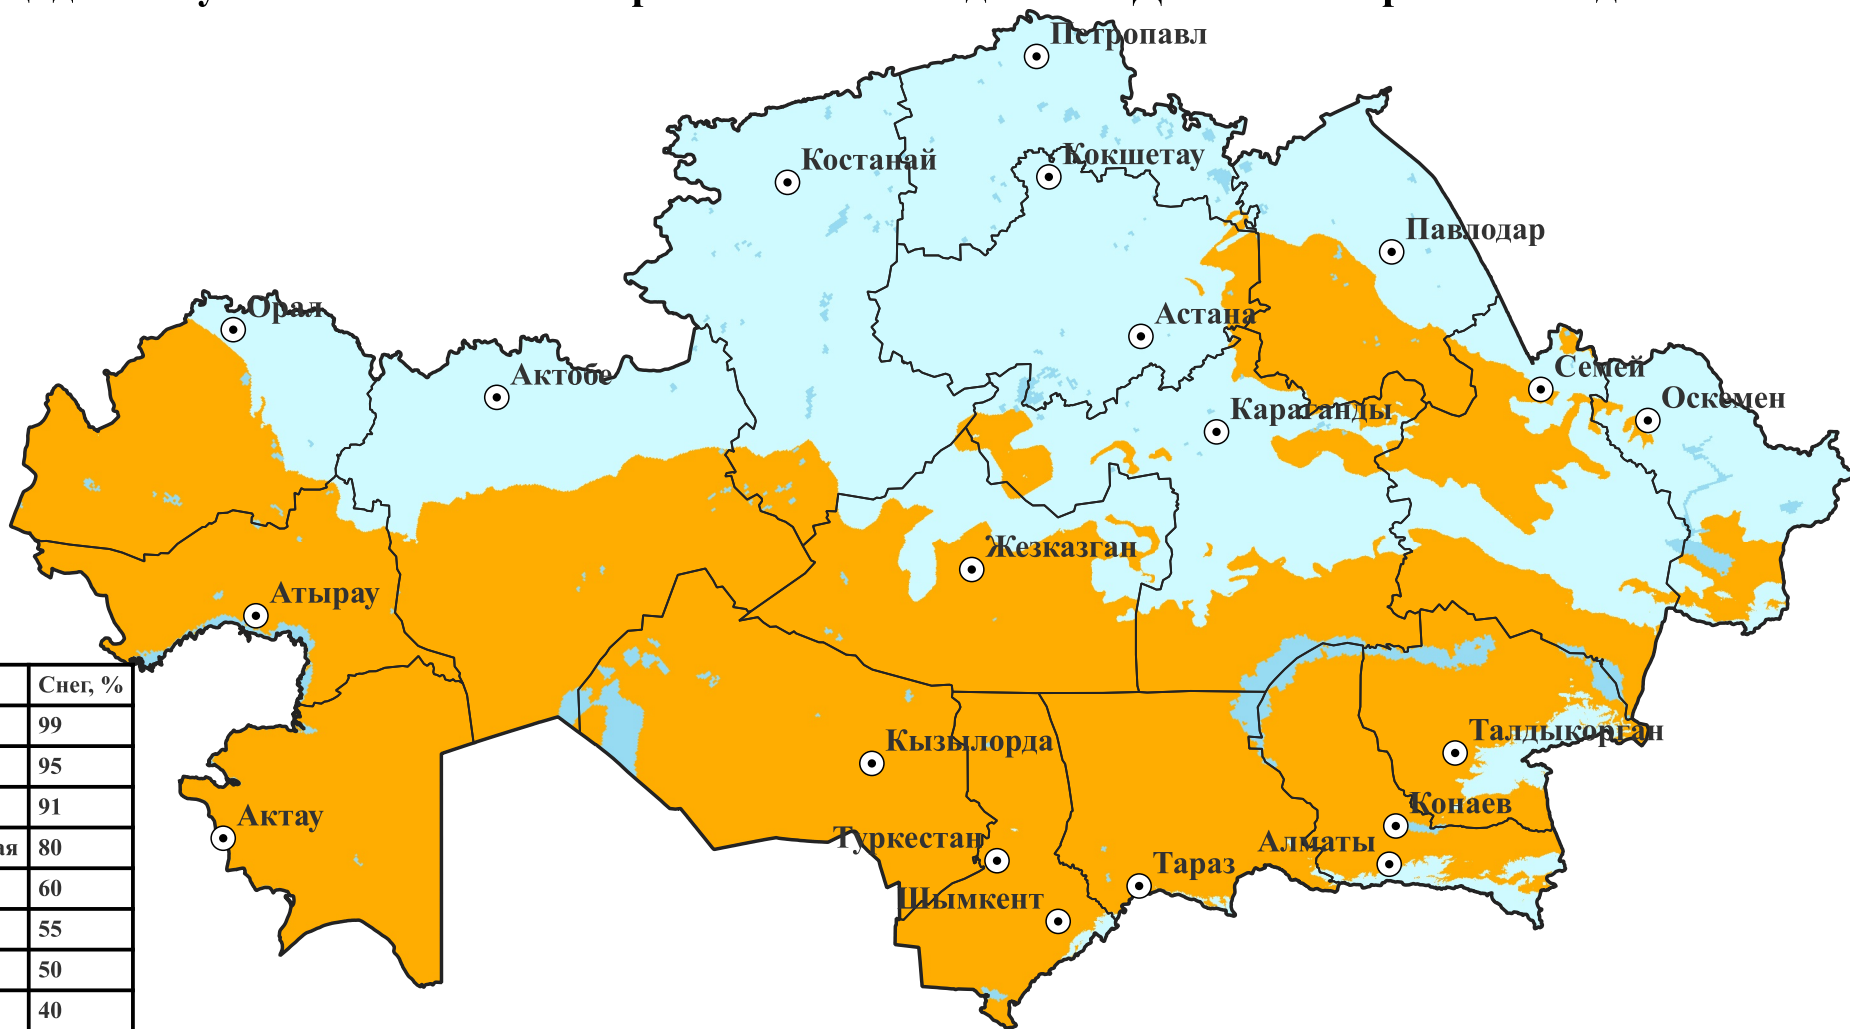 Петропавл
Костанай
Кокшетау
Павлодар
Орал
Астана
Актобе
Семей
Оскемен
Караганды
Жезказган
Атырау
Снег, %
99
95
91
80
60
55
50
40
Талдыкорган
Кызылорда
Конаев
Актау
Туркестан
Алматы
Тараз
Шымкент